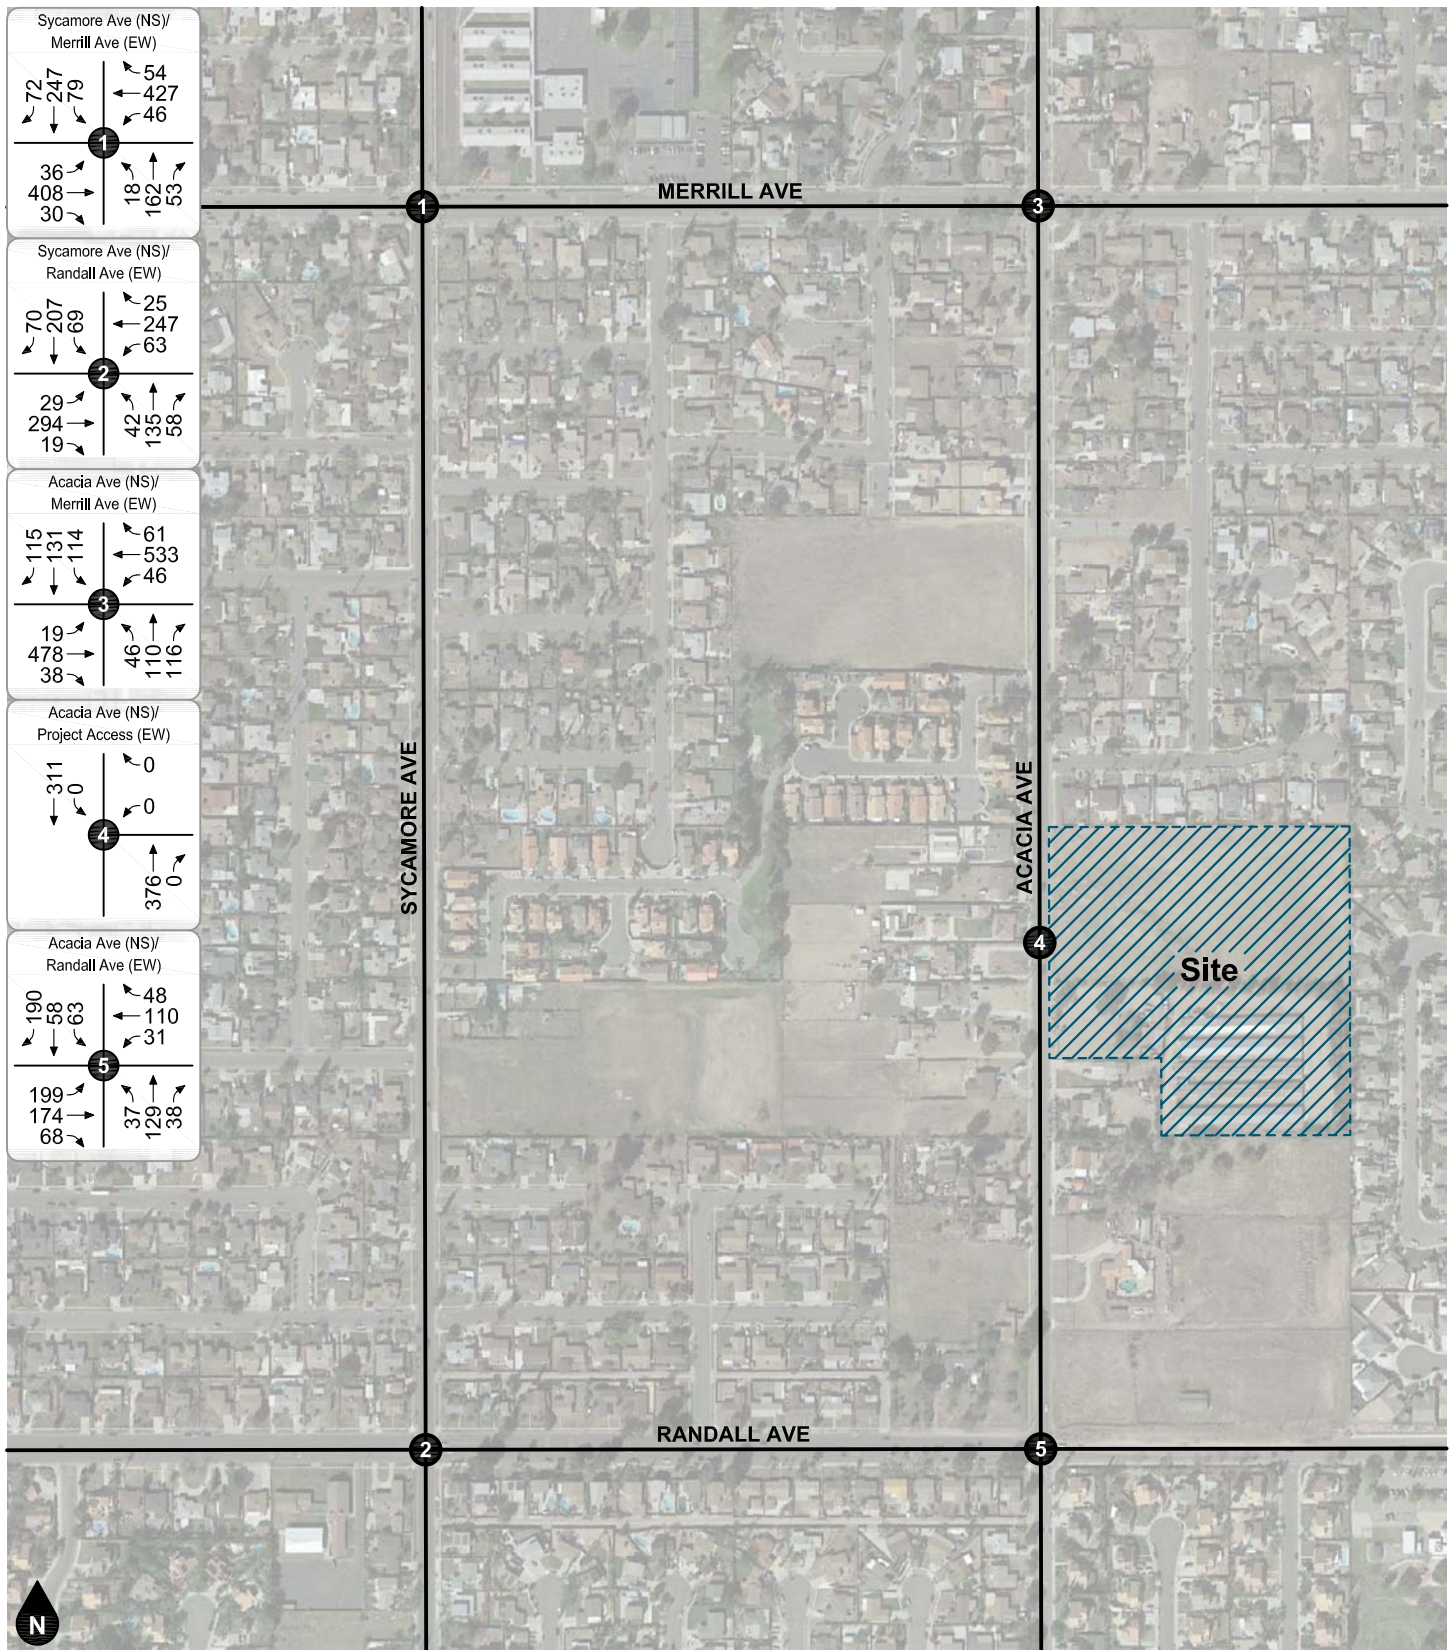 Sycamore Ave (NS)/
Merrill Ave (EW)
72 247 79
54
427
46
1
36
408
30
18 162 53
Sycamore Ave (NS)/
Randall Ave (EW)
70 207 69
25
247
63
2
29
294
19
42 135 58
Acacia Ave (NS)/
Merrill Ave (EW)
115 131 114
61
533
46
3
19
478
38
46 110 116
Acacia Ave (NS)/
Project Access (EW)
311 0
0
0
4
376 0
Acacia Ave (NS)/
Randall Ave (EW)
190 58 63
48
110
31
5
199
174
68
37 129 38
MERRILL AVE
1
3
SYCAMORE AVE
ACACIA AVE
4
Site
RANDALL AVE
2
5
N